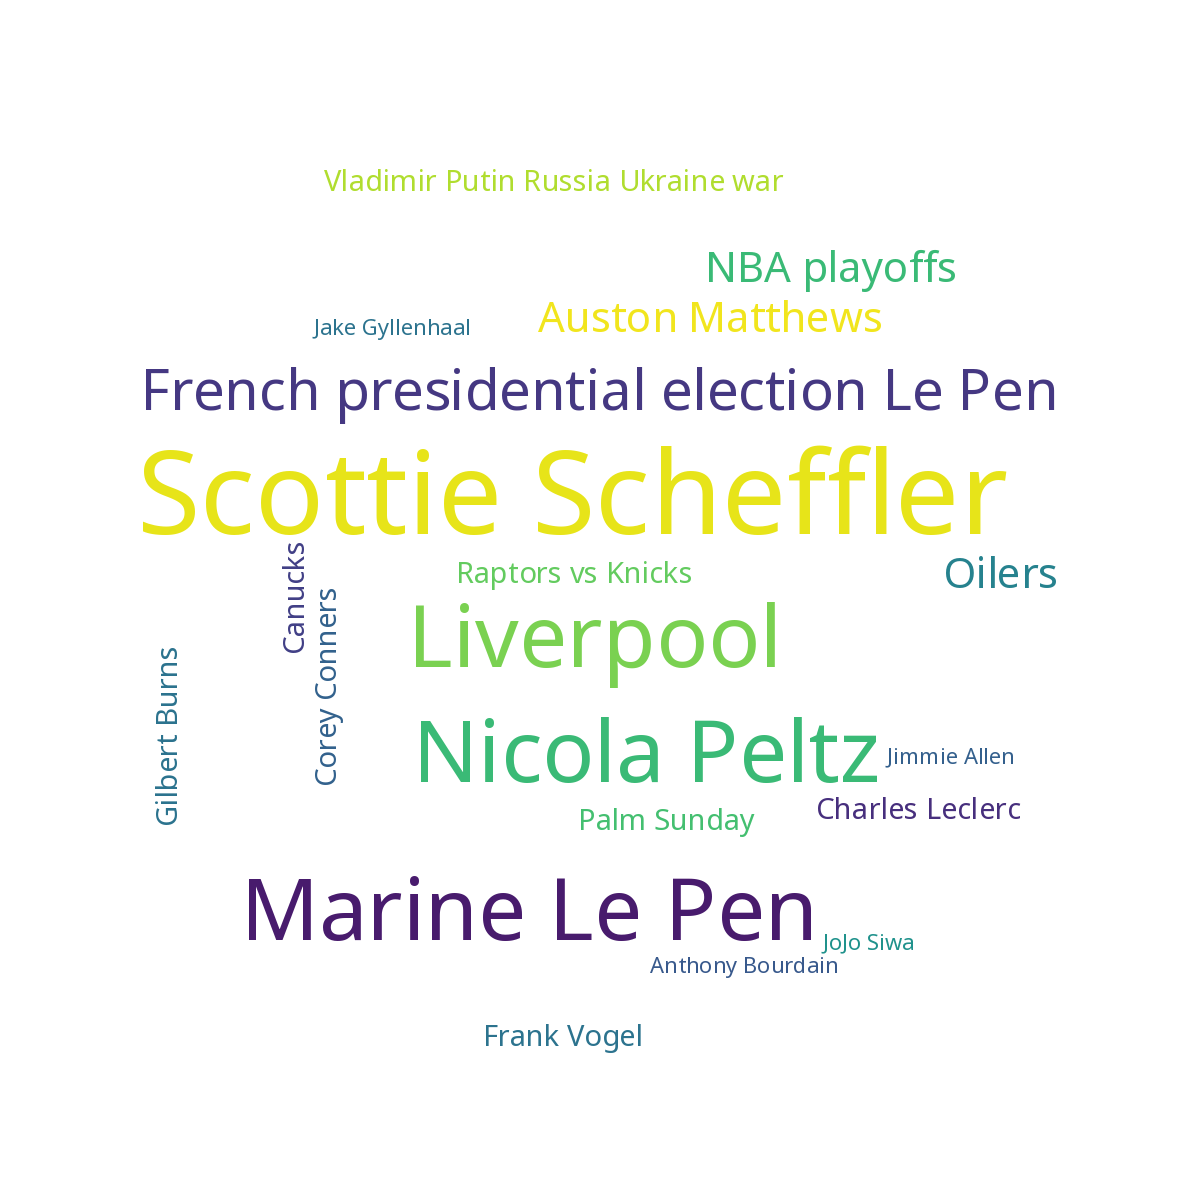 Vladimir Putin Russia Ukraine war
NBA playoffs
Auston Matthews
Jake Gyllenhaal
French presidential election Le Pen
Scottie Scheffler
Canucks
Raptors vs Knicks
Oilers
Corey Conners
Liverpool
Gilbert Burns
Nicola Peltz
Jimmie Allen
Charles Leclerc
Palm Sunday
Marine Le Pen
JoJo Siwa
Anthony Bourdain
Frank Vogel